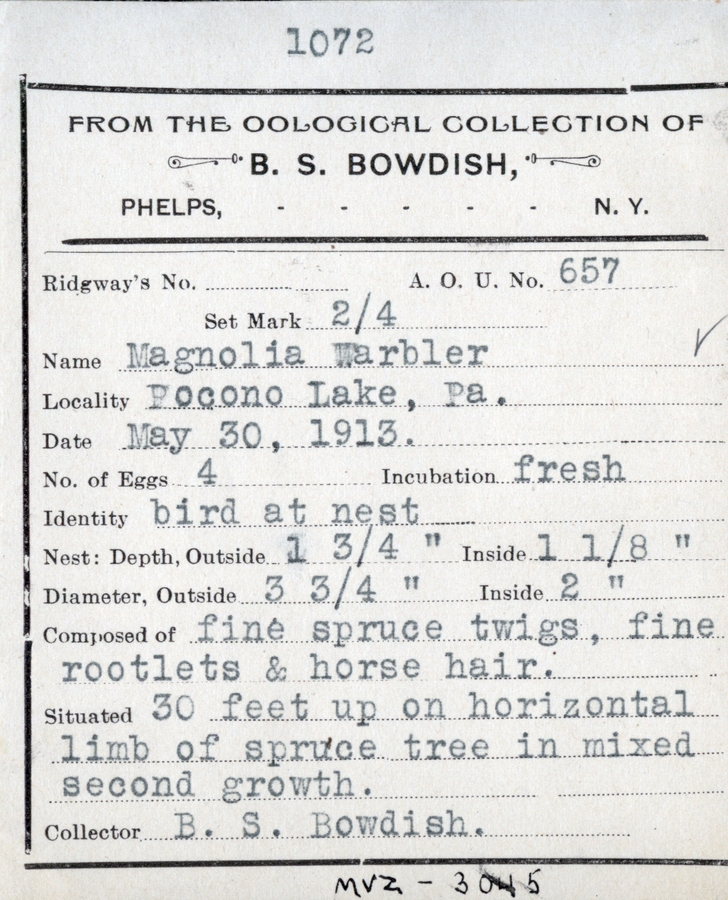 1072
FROM THE OOLOGICAL COLLECTION OF
B. S. BOWDISH,
PHELPS, - - - - - N. Y.
Ridgway's No. A. O. U. No. 657
Set Mark 2/4
Name Magnolia Warbler
Locality Pocono Lake, Pa.
Date May 30, 1913.
No. of Eggs 4 Incubation fresh
Identity bird at nest
Nest: Depth, Outside 1 3/4 " Inside 1 1/8 "
Diameter, Outside 3 3/4 " Inside 2 "
Composed of fine spruce twigs, fine
rootlets & horse hair.
Situated 30 feet up on horizontal
limb of spruce tree in mixed
second growth.
Collector B. S. Bowdish.
MVZ - 3045